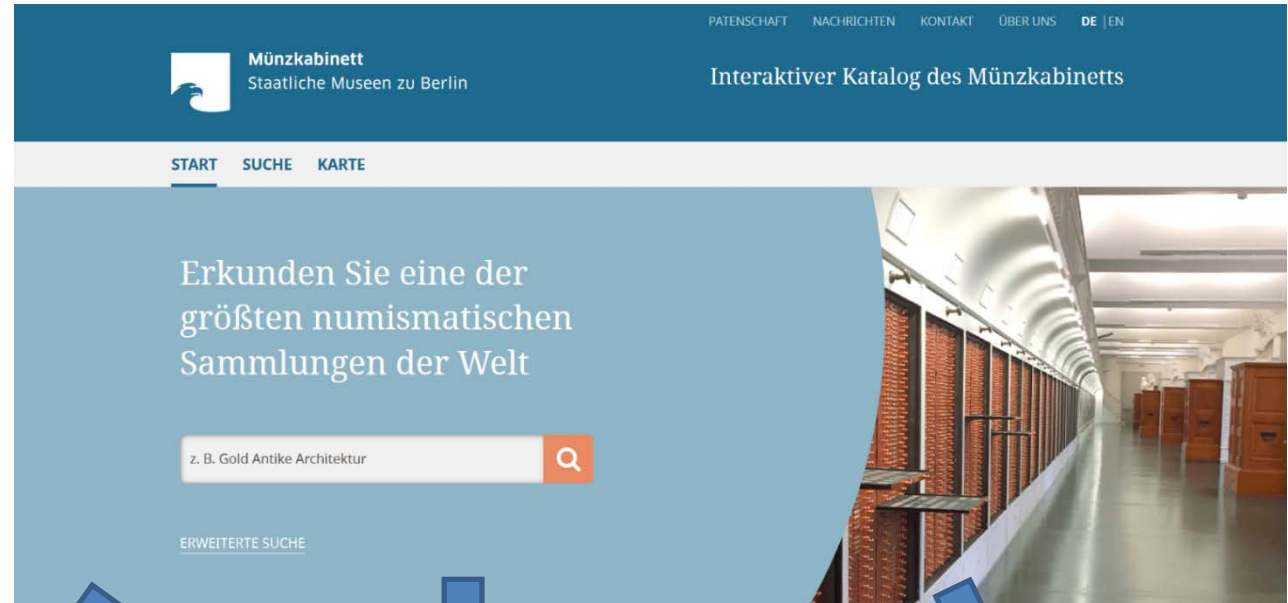 PATENSCHAFT NACHRICHTEN KONTAKT ÜBER UNS DE | EN
Münzkabinett
Staatliche Museen zu Berlin
Interaktiver Katalog des Münzkabinetts
START SUCHE KARTE
Erkunden Sie eine der
größten numismatischen
Sammlungen der Welt
z. B. Gold Antike Architektur
ERWEITERTE SUCHE